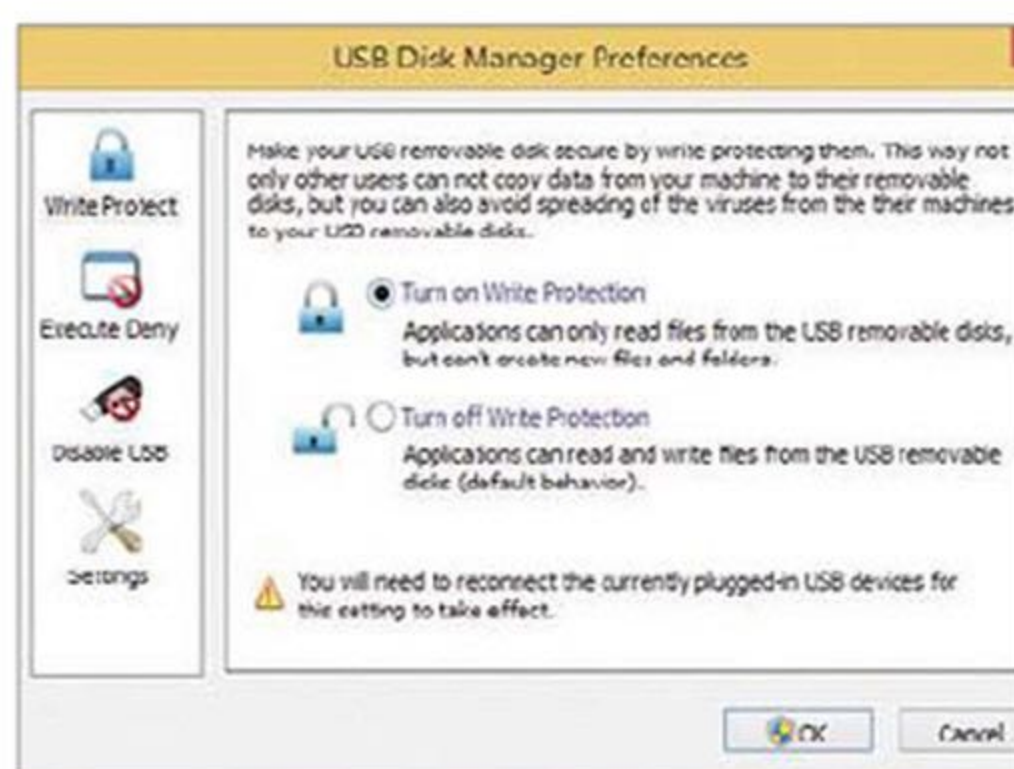 USB Disk Manager Preferences
Write Protect
Execute Deny
Disable USB
Settings
Make your USB removable disk secure by write protecting them. This way not
only other users can not copy data from your machine to their removable
disks, but you can also avoid spreading of the viruses from the their machines
to your USB removable disks.
Turn on Write Protection
Applications can only read files from the USB removable disks,
but can't create new files and folders.
Turn off Write Protection
Applications can read and write files from the USB removable
disks (default behavior).
You will need to reconnect the currently plugged-in USB devices for
this setting to take effect.
OK
Cancel